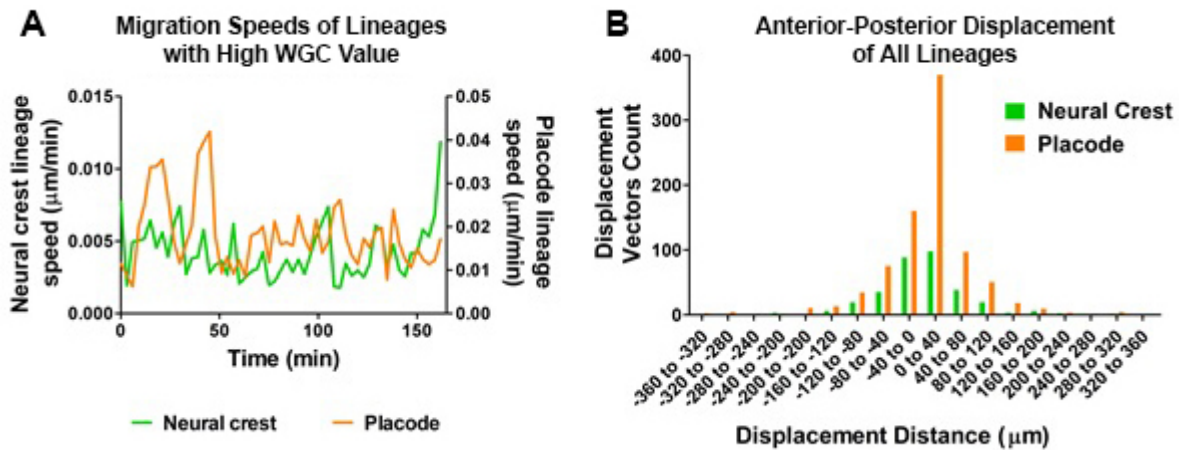 A
Migration Speeds of Lineages
with High WGC Value
Neural crest lineage
speed (μm/min)
0.015
0.010
0.005
0.000
0.05
0.04
0.03
0.02
0.01
0.00
Placode lineage
speed (μm/min)
0
50
100
150
Time (min)
Neural crest
Placode
B
Anterior-Posterior Displacement
of All Lineages
Displacement
Vectors Count
400
300
200
100
0
Neural Crest
Placode
-360 to -320
-320 to -280
-280 to -240
-240 to -200
-200 to -200
-160 to -120
-120 to -80
-80 to -40
-40 to 0
0 to 40
40 to 80
80 to 120
120 to 160
160 to 200
200 to 240
240 to 280
280 to 320
320 to 360
Displacement Distance (μm)